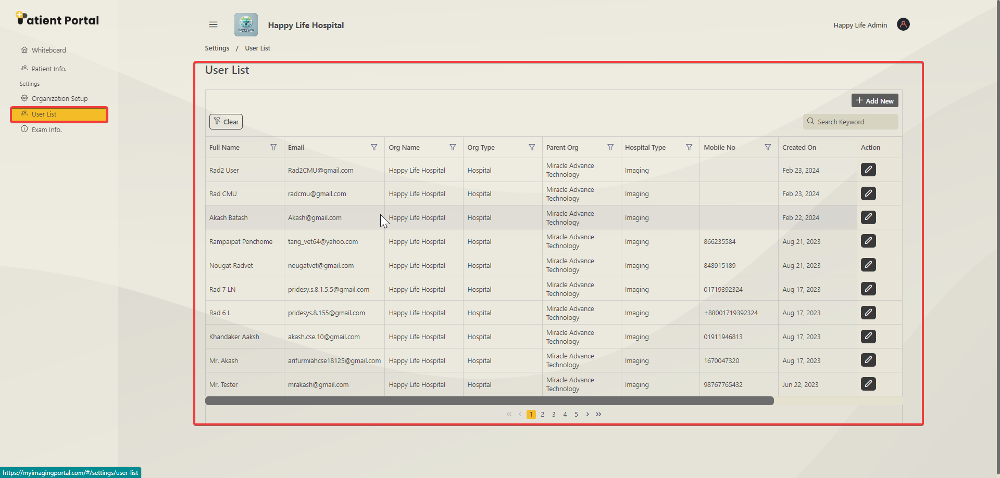 Patient Portal
Whiteboard
Patient Info.
Settings
Organization Setup
User List
Exam Info.
HAPPY LIFE
Happy Life Hospital
Happy Life Admin
Settings / User List
User List
Add New
Clear
Search Keyword
Full Name Email Org Name Org Type Parent Org Hospital Type Mobile No Created On Action
Rad2 User Rad2CMU@gmail.com Happy Life Hospital Hospital Miracle Advance Technology Imaging Feb 23, 2024
Rad CMU radcmu@gmail.com Happy Life Hospital Hospital Miracle Advance Technology Imaging Feb 23, 2024
Akash Batash Akash@gmail.com Happy Life Hospital Hospital Miracle Advance Technology Imaging Feb 22, 2024
Rampaipat Penchome tang_vet64@yahoo.com Happy Life Hospital Hospital Miracle Advance Technology Imaging 866235584 Aug 21, 2023
Nougat Radvet nougatvet@gmail.com Happy Life Hospital Hospital Miracle Advance Technology Imaging 848915189 Aug 21, 2023
Rad 7 LN pridesy.s.8.1.5.5@gmail.com Happy Life Hospital Hospital Miracle Advance Technology Imaging 01719392324 Aug 17, 2023
Rad 6 L pridesys.8.155@gmail.com Happy Life Hospital Hospital Miracle Advance Technology Imaging +88001719392324 Aug 17, 2023
Khandaker Aaksh akash.cse.10@gmail.com Happy Life Hospital Hospital Miracle Advance Technology Imaging 01911946813 Aug 17, 2023
Mr. Akash arifurmiahcse18125@gmail.com Happy Life Hospital Hospital Miracle Advance Technology Imaging 1670047320 Aug 17, 2023
Mr. Tester mrakash@gmail.com Happy Life Hospital Hospital Miracle Advance Technology Imaging 98767765432 Jun 22, 2023
1 2 3 4 5
https://myimagingportal.com/#/settings/user-list